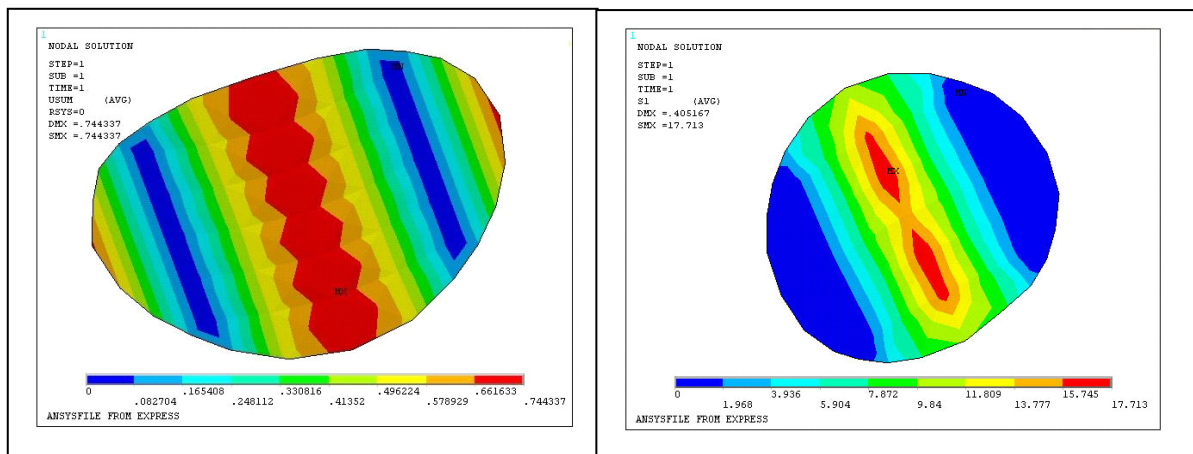 1
NODAL SOLUTION
STEP=1
SUB =1
TIME=1
USUM (AVG)
RSYS=0
DMX =.744337
SMX =.744337
MN
MX
0 .165408 .330816 .496224 .661633
.082704 .248112 .41352 .578929 .744337
ANSYSFILE FROM EXPRESS
1
NODAL SOLUTION
STEP=1
SUB =1
TIME=1
S1 (AVG)
DMX =.405167
SMX =17.713
MN
MX
0 3.936 7.872 11.809 15.745
1.968 5.904 9.84 13.777 17.713
ANSYSFILE FROM EXPRESS